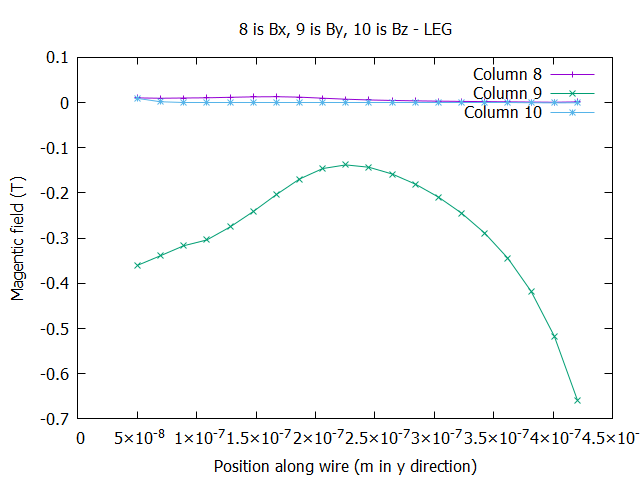 8 is Bx, 9 is By, 10 is Bz - LEG
0.1
0
-0.1
-0.2
-0.3
-0.4
-0.5
-0.6
-0.7
Magentic field (T)
Column 8
Column 9
Column 10
0 5×10⁻⁸ 1×10⁻⁷ 1.5×10⁻⁷ 2×10⁻⁷ 2.5×10⁻⁷ 3×10⁻⁷ 3.5×10⁻⁷ 4×10⁻⁷ 4.5×10⁻
Position along wire (m in y direction)